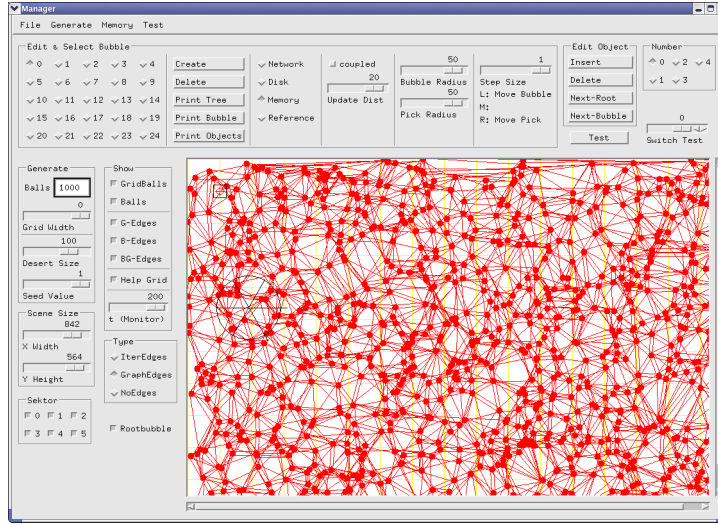 Manager
File Generate Memory Test
Edit & Select Bubble
0 1 2 3 4
5 6 7 8 9
10 11 12 13 14
15 16 17 18 19
20 21 22 23 24
Create
Delete
Print Tree
Print Bubble
Print Objects
Network
Disk
Memory
Reference
coupled
20
Update Dist
50
Bubble Radius
50
Pick Radius
1
Step Size
L: Move Bubble
M:
R: Move Pick
Edit Object
Insert
Delete
Next-Root
Next-Bubble
Test
Number
0 2 4
1 3
0
Switch Test
Generate
Balls 1000
0
Grid Width
100
Desert Size
1
Seed Value
Scene Size
842
X Width
564
Y Height
Sektor
0 1 2
3 4 5
Show
GridBalls
Balls
G-Edges
B-Edges
BG-Edges
Help Grid
200
t (Monitor)
Type
IterEdges
GraphEdges
NoEdges
Rootbubble